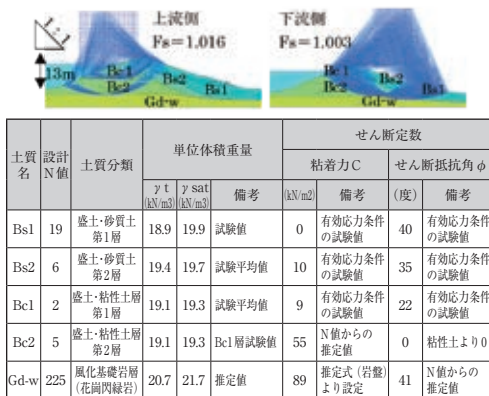 上流側
Fs=1.016
下流側
Fs=1.003
13m
Bc1
Bc2
Bs2
Bs1
Gd-w
Bc1
Bc2
Bs2
Bs1
Gd-w
土質名 設計N値 土質分類 単位体積重量 せん断定数
粘着力C せん断抵抗角φ
γt (kN/m3) γsat (kN/m3) 備考 (kN/m2) 備考 (度) 備考
Bs1 19 盛土・砂質土 第1層 18.9 19.9 試験値 0 有効応力条件の試験値 40 有効応力条件の試験値
Bs2 6 盛土・砂質土 第2層 19.4 19.7 試験平均値 10 有効応力条件の試験値 35 有効応力条件の試験値
Bc1 2 盛土・粘性土層 第1層 19.1 19.3 試験平均値 9 有効応力条件の試験値 22 有効応力条件の試験値
Bc2 5 盛土・粘性土層 第2層 19.1 19.3 Bc1層試験値 55 N値からの推定値 0 粘性土より0
Gd-w 225 風化基礎岩層 (花崗閃緑岩) 20.7 21.7 推定値 89 推定式(岩盤)より設定 41 N値からの推定値